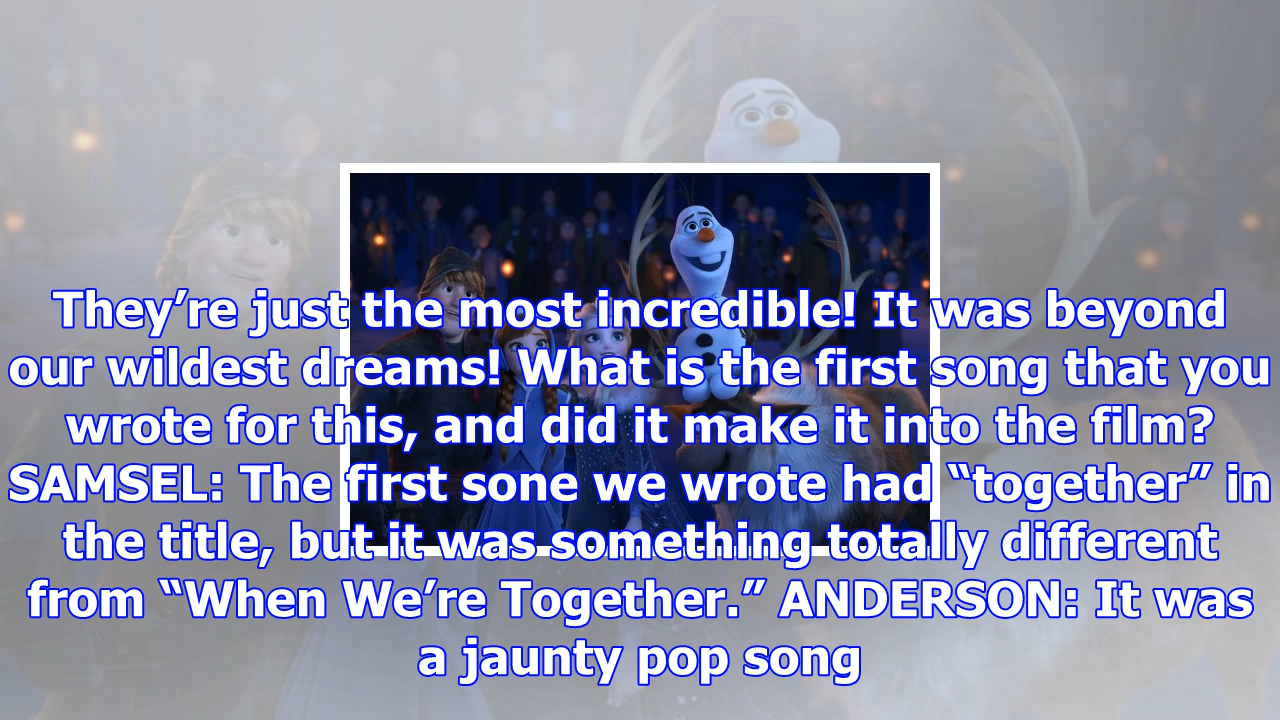 They’re just the most incredible! It was beyond
our wildest dreams! What is the first song that you
wrote for this, and did it make it into the film?
SAMSEL: The first sone we wrote had “together” in
the title, but it was something totally different
from “When We’re Together.” ANDERSON: It was
a jaunty pop song